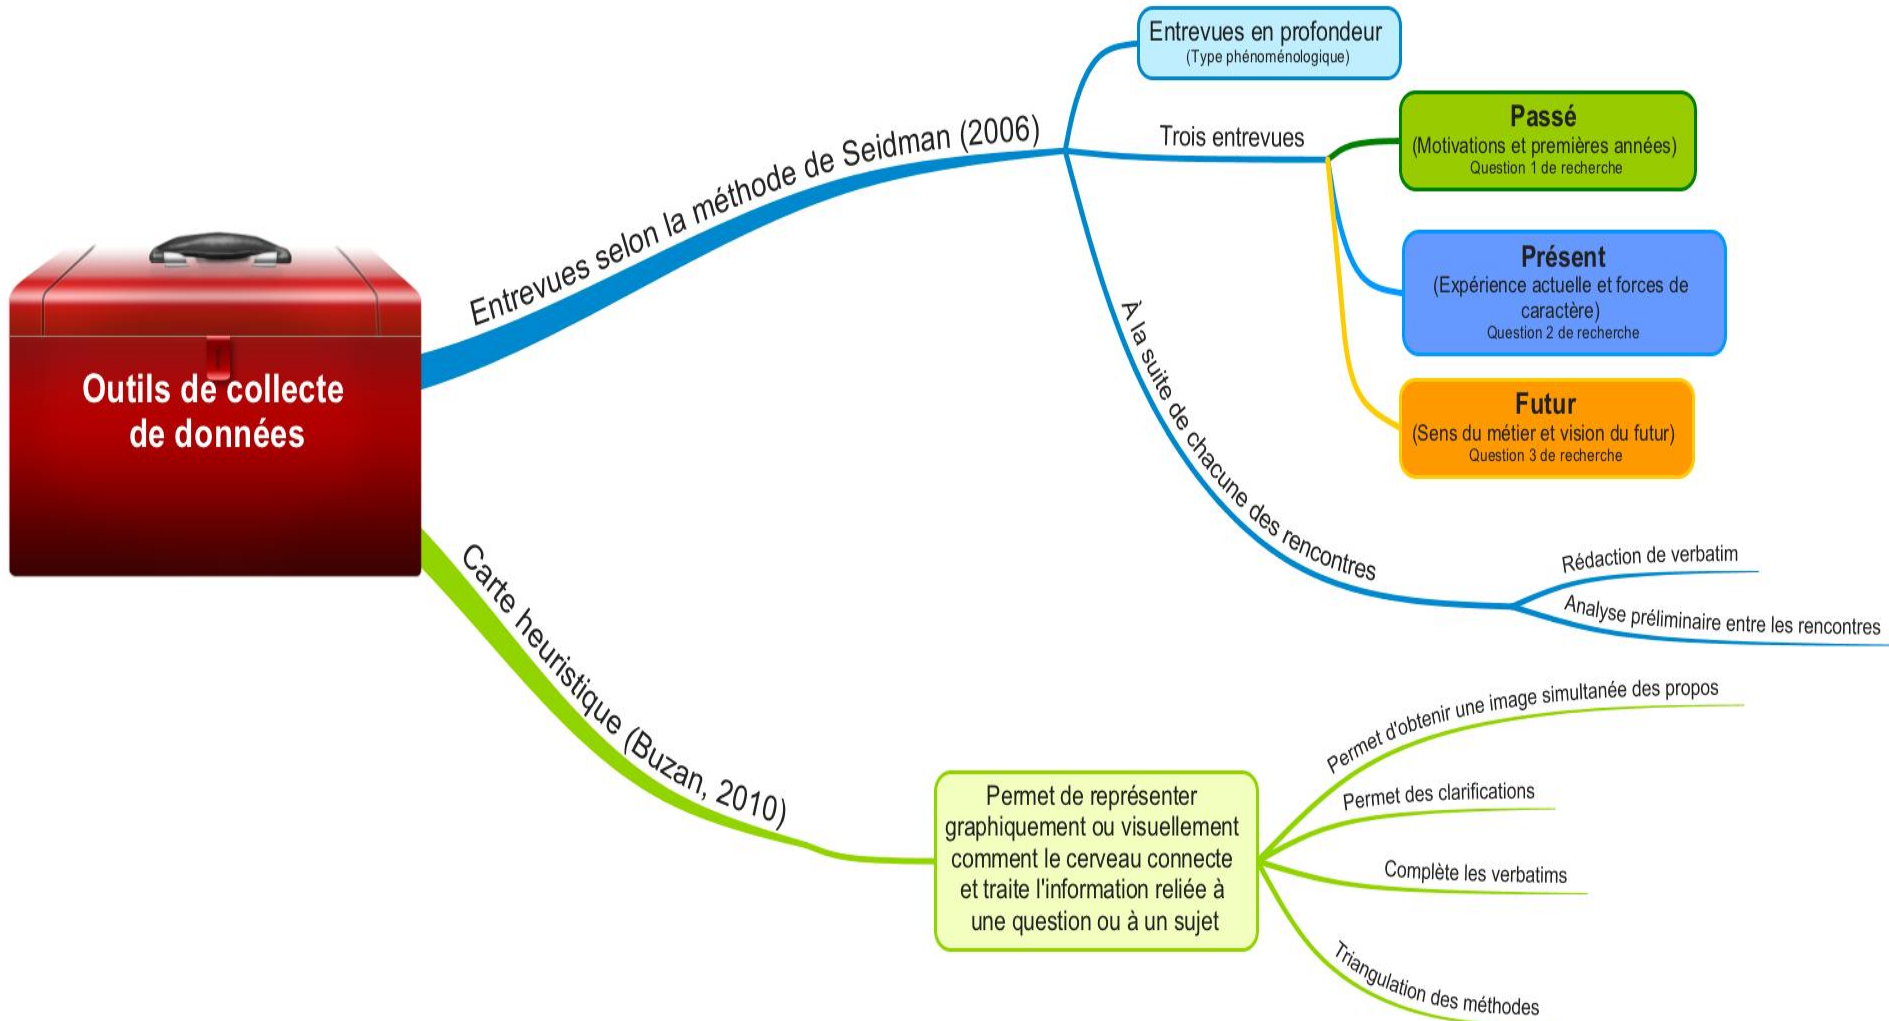 Outils de collecte
de données
Entrevues selon la méthode de Seidman (2006)
Entrevues en profondeur
(Type phénoménologique)
Trois entrevues
Passé
(Motivations et premières années)
Question 1 de recherche
Présent
(Expérience actuelle et forces de
caractère)
Question 2 de recherche
Futur
(Sens du métier et vision du futur)
Question 3 de recherche
À la suite de chacune des rencontres
Rédaction de verbatim
Analyse préliminaire entre les rencontres
Carte heuristique (Buzan, 2010)
Permet de représenter
graphiquement ou visuellement
comment le cerveau connecte
et traite l'information reliée à
une question ou à un sujet
Permet d'obtenir une image simultanée des propos
Permet des clarifications
Complète les verbatims
Triangulation des méthodes